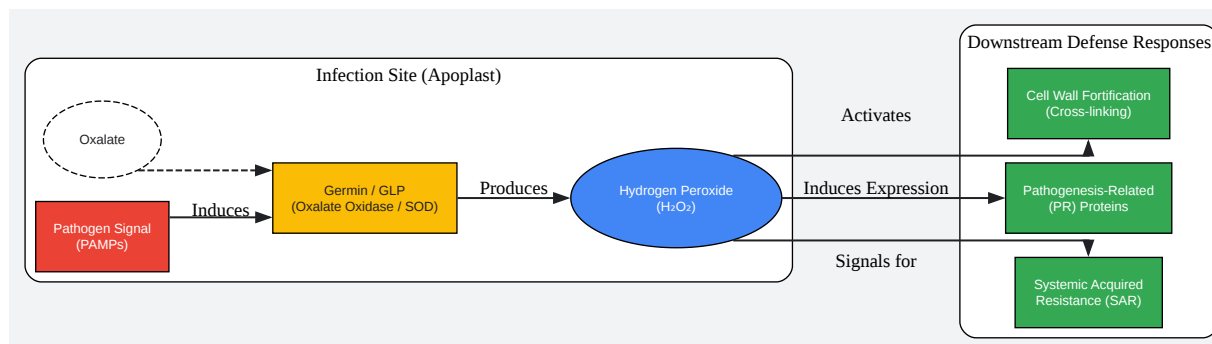 Downstream Defense Responses
Infection Site (Apoplast)
Cell Wall Fortification
(Cross-linking)
Activates
Oxalate
Germin / GLP
(Oxalate Oxidase / SOD)
Produces
Hydrogen Peroxide
(H₂O₂)
Induces Expression
Pathogenesis-Related
(PR) Proteins
Induces
Pathogen Signal
(PAMPs)
Signals for
Systemic Acquired
Resistance (SAR)